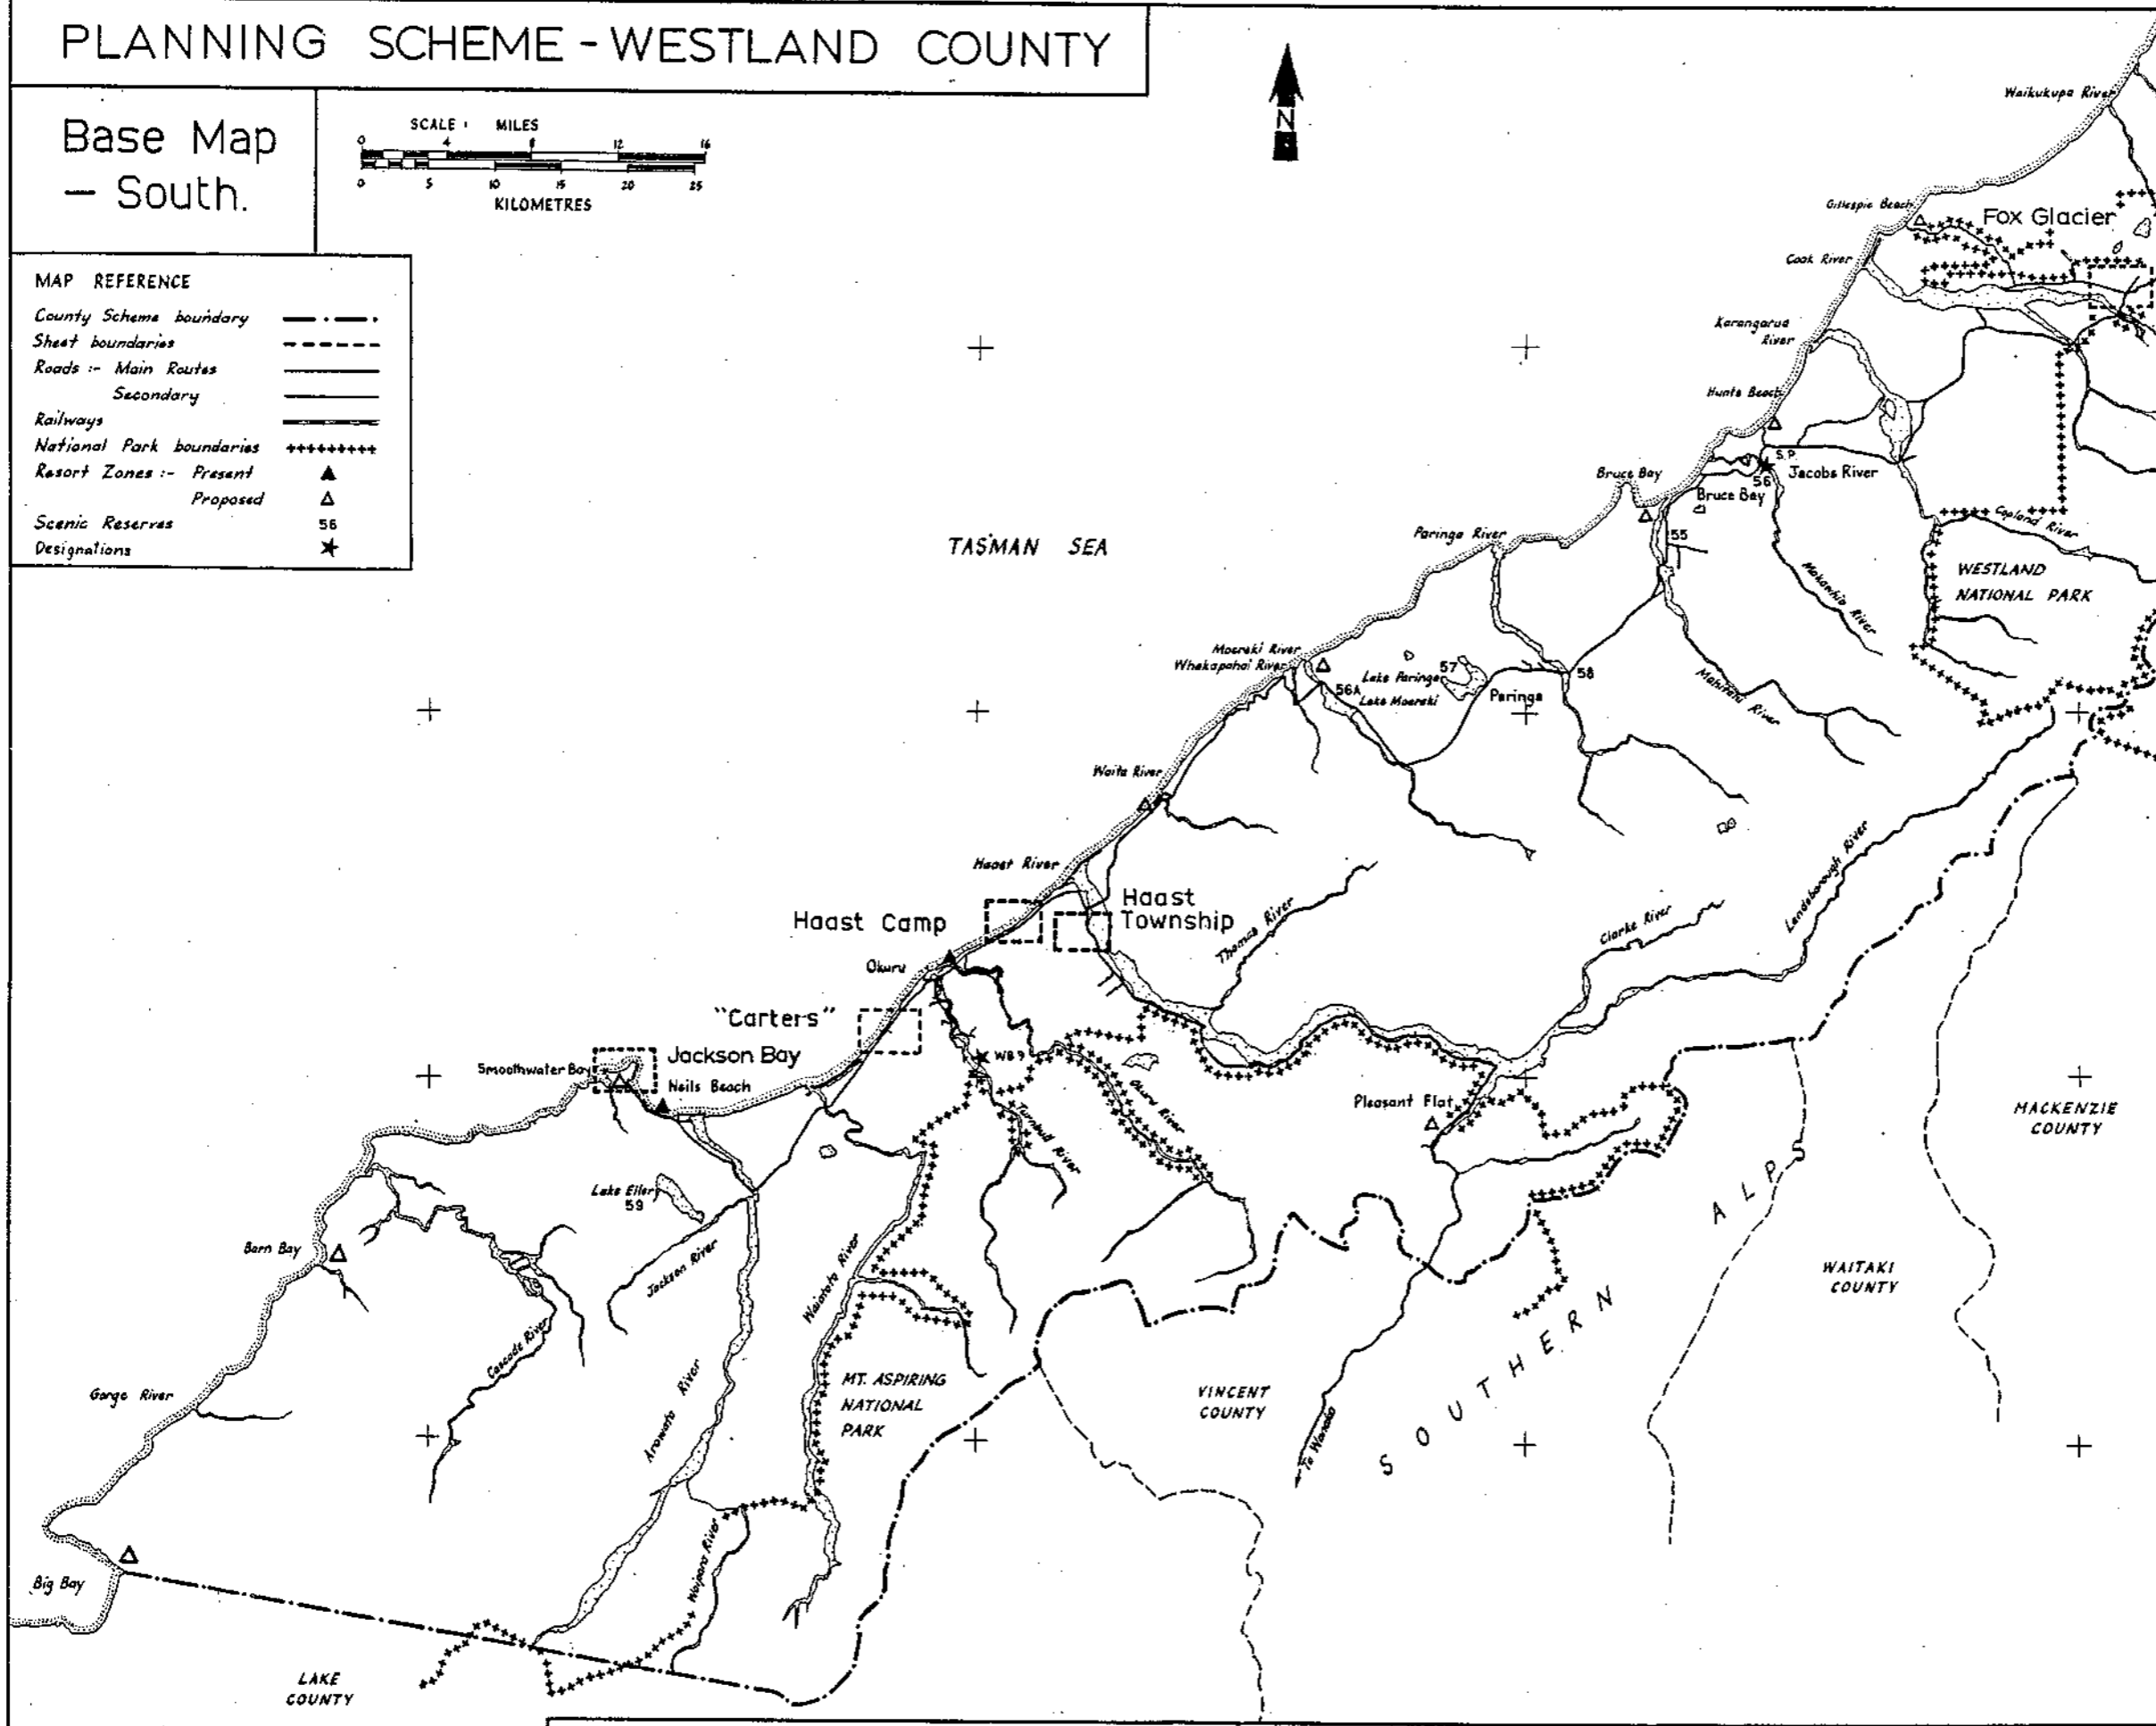 PLANNING SCHEME - WESTLAND COUNTY
Base Map
– South.
SCALE : MILES
0 4 8 12 16
0 5 10 15 20 25
KILOMETRES
N
MAP REFERENCE
County Scheme boundary
Sheet boundaries
Roads :- Main Routes
Secondary
Railways
National Park boundaries
Resort Zones :- Present
Proposed
Scenic Reserves 56
Designations
Waikukupa River
Gillespie Beach
Fox Glacier
Cook River
Karangarua
River
Hunts Beach
S.P.
56
Jacobs River
Bruce Bay
Bruce Bay
Copland River
Paringa River
55
TASMAN SEA
WESTLAND
NATIONAL PARK
Makawhio River
Moeraki River
Whakapohai River
57
58
Lake Paringa
56A
Lake Moeraki
Paringa
Mahitahi River
Waita River
Haast River
Haast
Township
Haast Camp
Thomas River
Clarke River
Landsborough River
Okuru
"Carters"
Jackson Bay
W89
Smoothwater Bay
Neils Beach
Okuru River
Pleasant Flat
MACKENZIE
COUNTY
Turnbull River
Lake Ellery
59
Barn Bay
Jackson River
Waiatoto River
SOUTHERN ALP
WAITAKI
COUNTY
Cascade River
Gorge River
Arawata River
MT. ASPIRING
NATIONAL
PARK
VINCENT
COUNTY
To Wanaka
Waipara River
Big Bay
LAKE
COUNTY